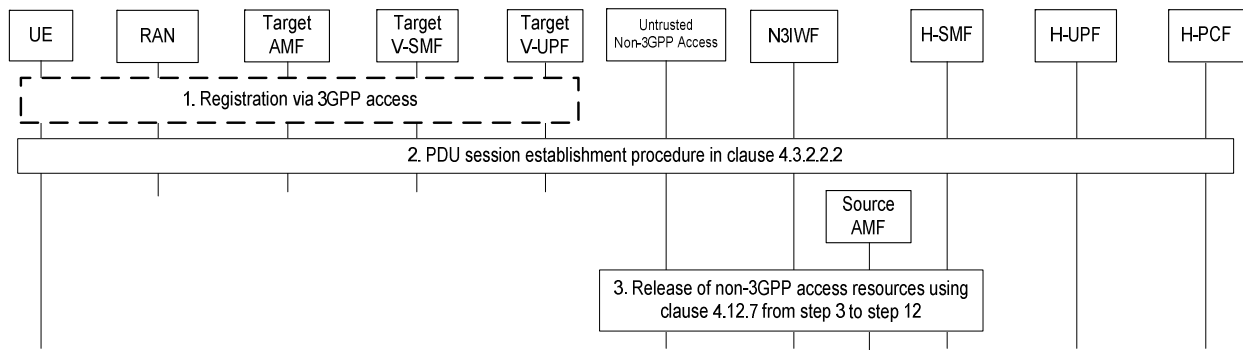 UE
RAN
Target
AMF
Target
V-SMF
Target
V-UPF
Untrusted
Non-3GPP Access
N3IWF
H-SMF
H-UPF
H-PCF
1. Registration via 3GPP access
2. PDU session establishment procedure in clause 4.3.2.2.2
Source
AMF
3. Release of non-3GPP access resources using
clause 4.12.7 from step 3 to step 12